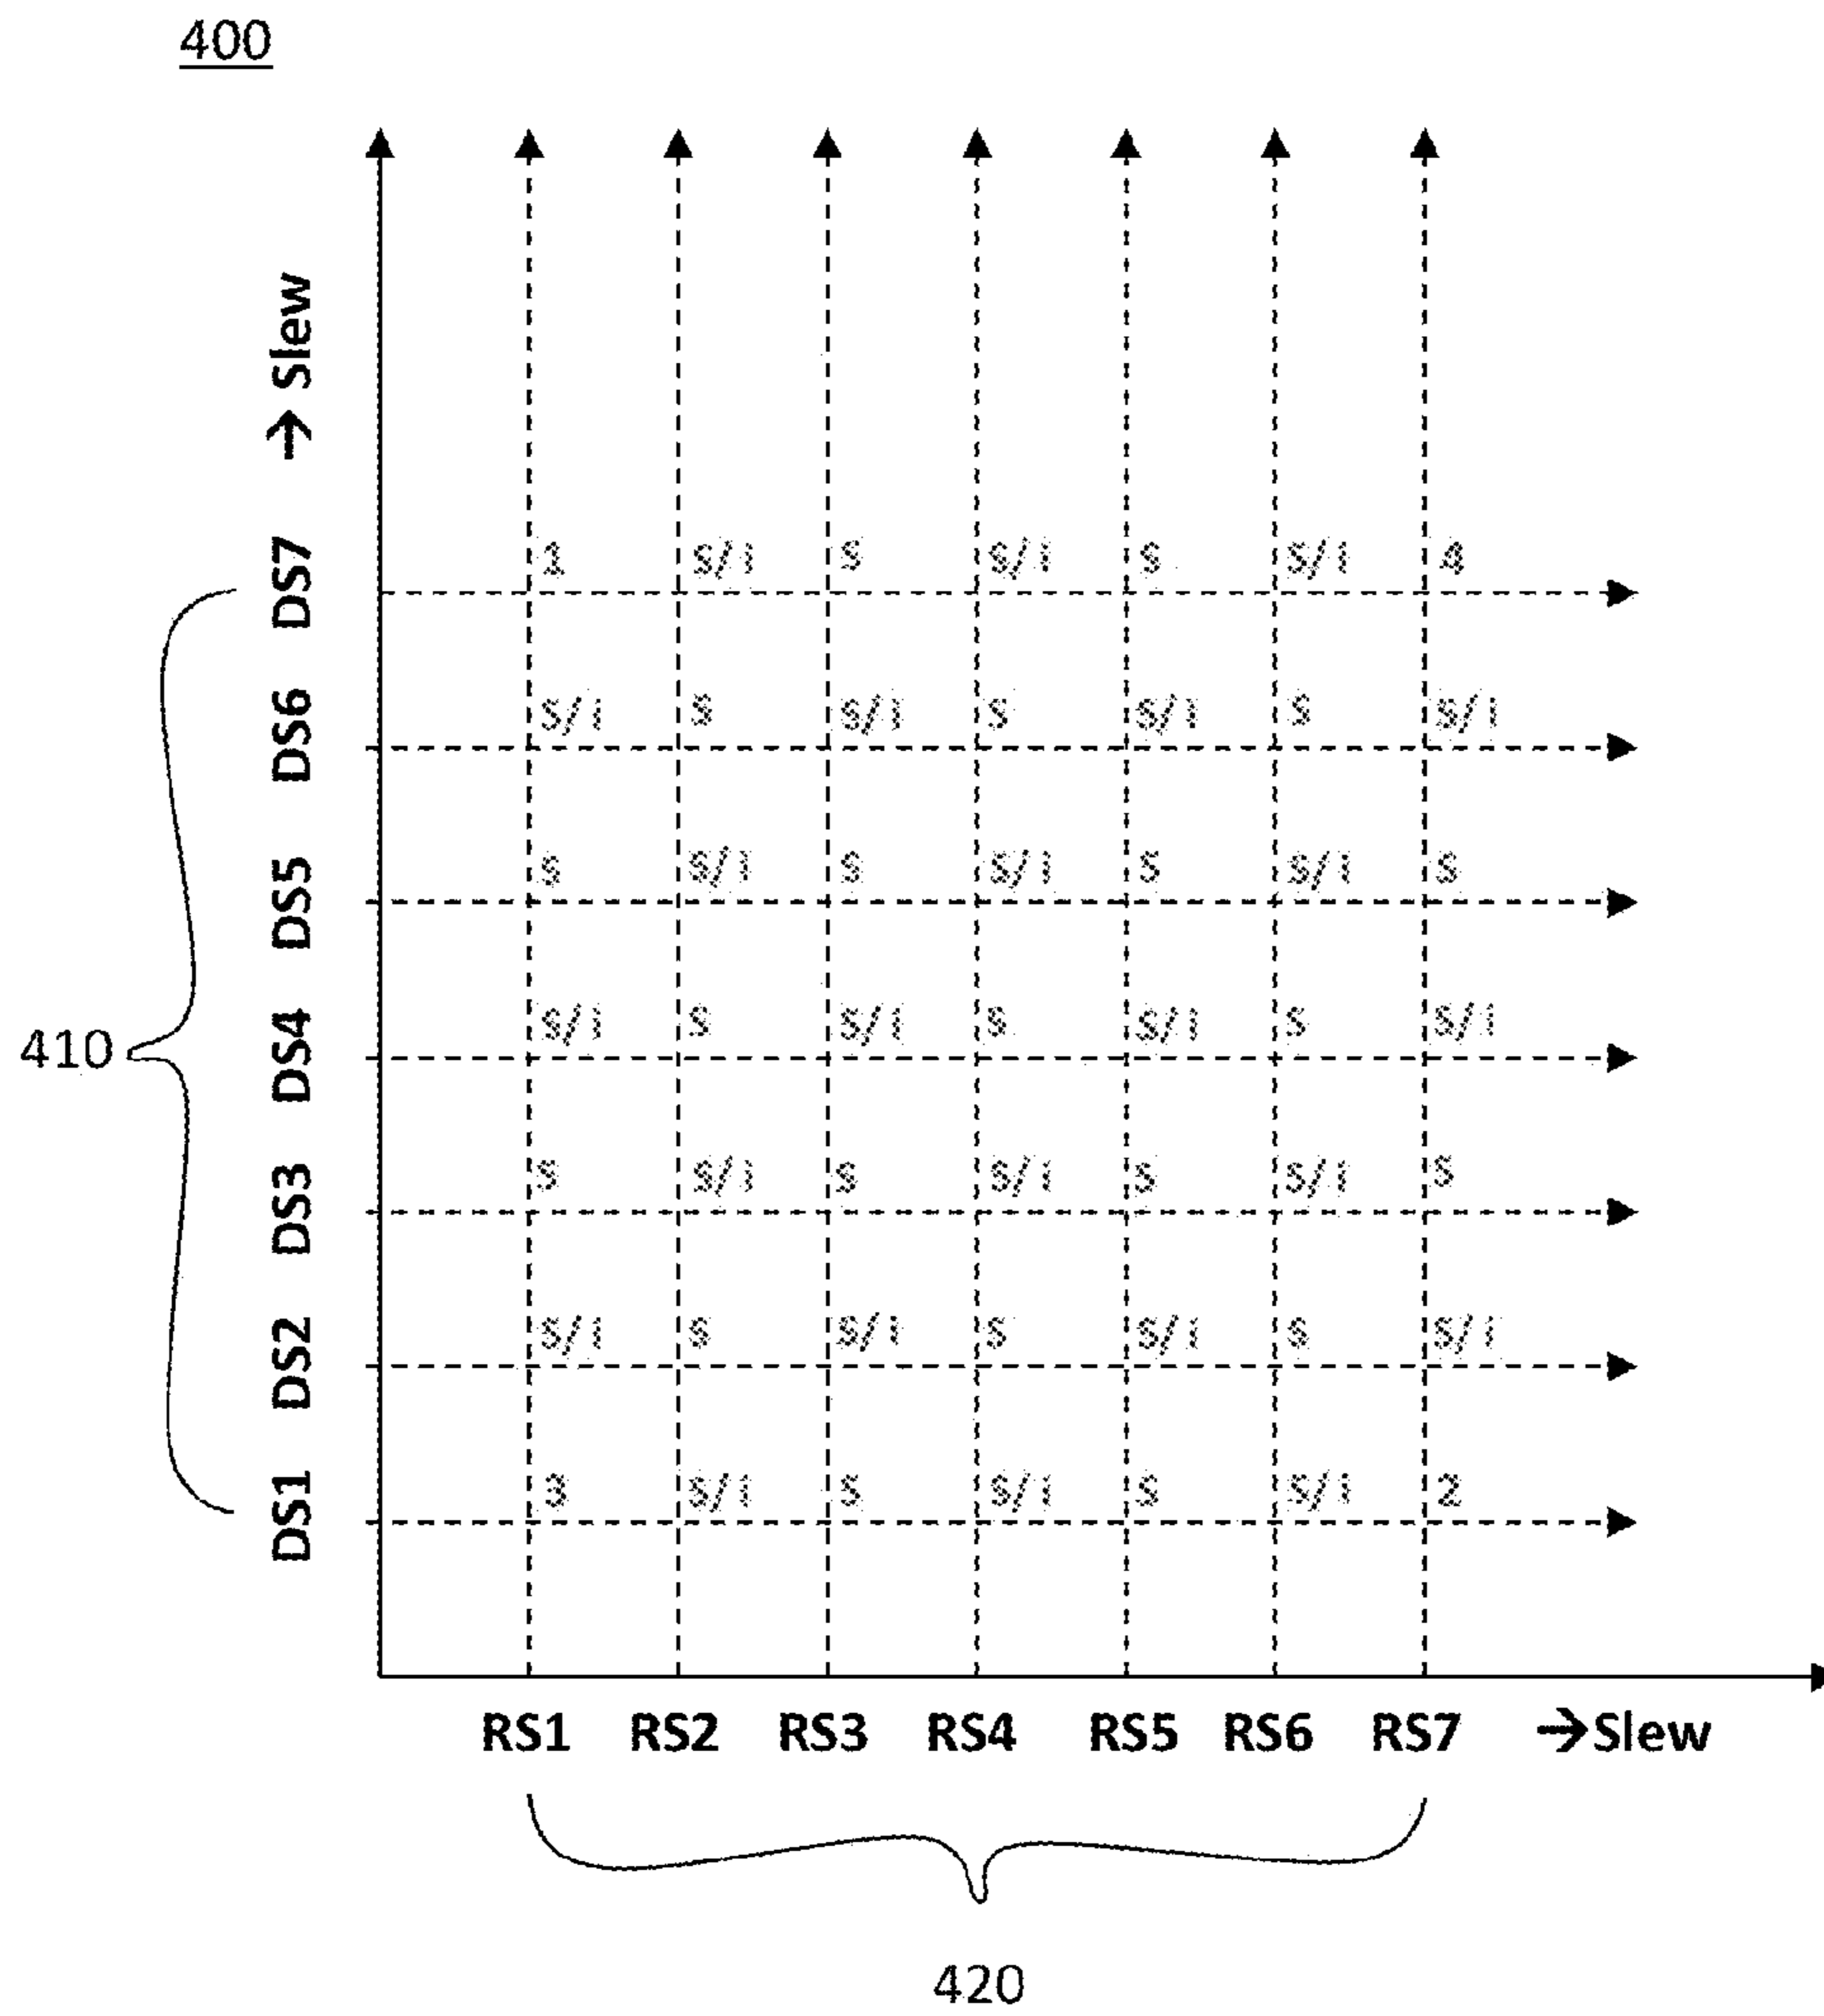 400
→ Slew
DS7 1 s/i s s/i s s/i 4
DS6 s/i s s/i s s/i s s/i
DS5 s s/i s s/i s s/i s
410
DS4 s/i s s/i s s/i s s/i
DS3 s s/i s s/i s s/i s
DS2 s/i s s/i s s/i s s/i
DS1 3 s/i s s/i s s/i 2
RS1 RS2 RS3 RS4 RS5 RS6 RS7 →Slew
420